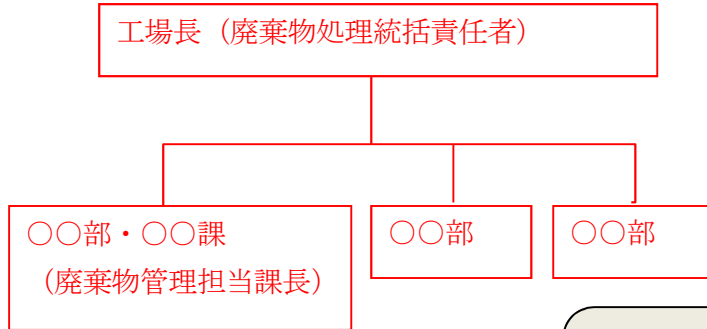 工場長（廃棄物処理統括責任者）
○○部・○○課
（廃棄物管理担当課長）
○○部
○○部